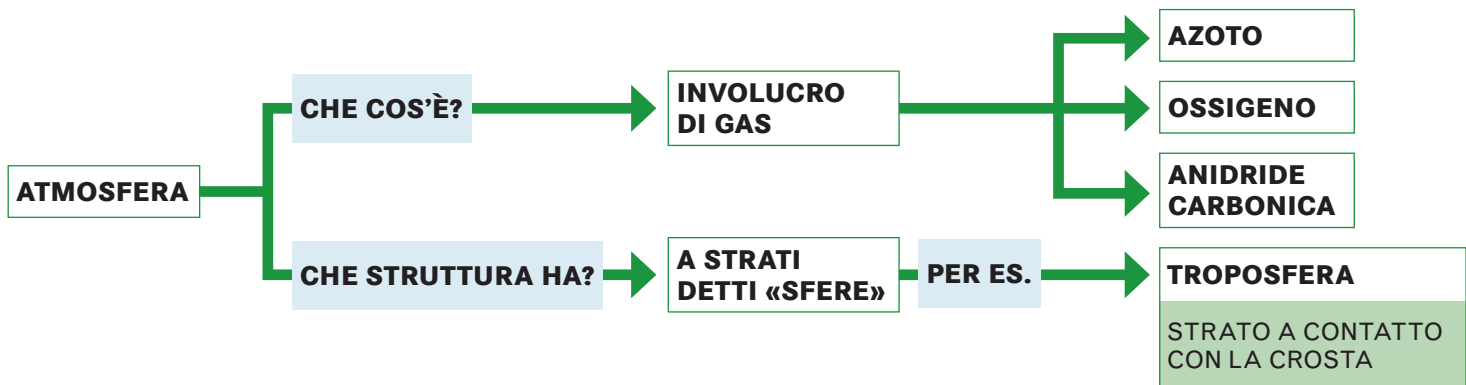 ATMOSFERA
CHE COS'È?
INVOLUCRO
DI GAS
AZOTO
OSSIGENO
ANIDRIDE
CARBONICA
CHE STRUTTURA HA?
A STRATI
DETTI «SFERE»
PER ES.
TROPOSFERA
STRATO A CONTATTO
CON LA CROSTA